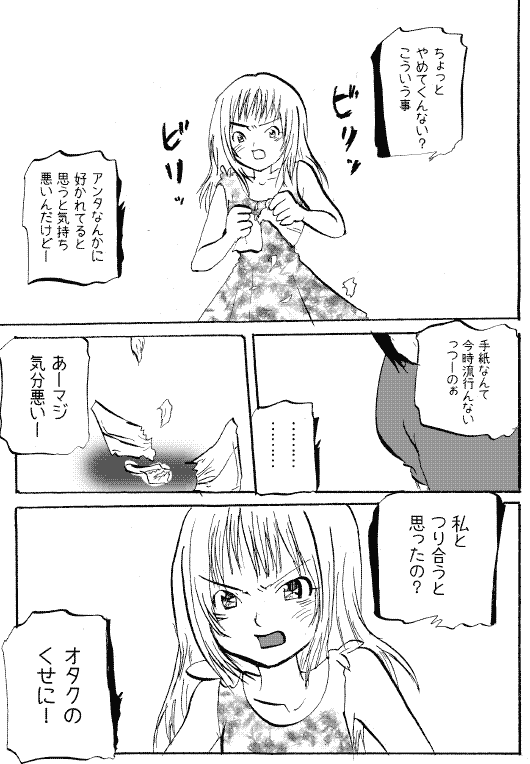 ちょっと
やめてくんない?
こういう事
ビリッ
ビリッ
アンタなんかに
好かれてると
思うと気持ち
悪いんだけどー
手紙なんて
今時流行んない
っつーのぉ
………
………
あーマジ
気分悪いー
私と
つり合うと
思ったの?
オタクの
くせに!